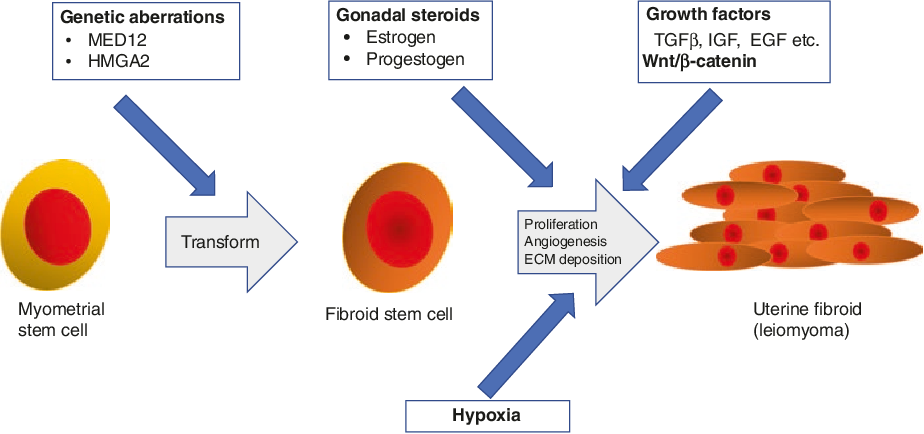 Genetic aberrations
• MED12
• HMGA2
Gonadal steroids
• Estrogen
• Progestogen
Growth factors
TGFβ, IGF, EGF etc.
Wnt/β-catenin
Transform
Proliferation
Angiogenesis
ECM deposition
Myometrial
stem cell
Fibroid stem cell
Uterine fibroid
(leiomyoma)
Hypoxia